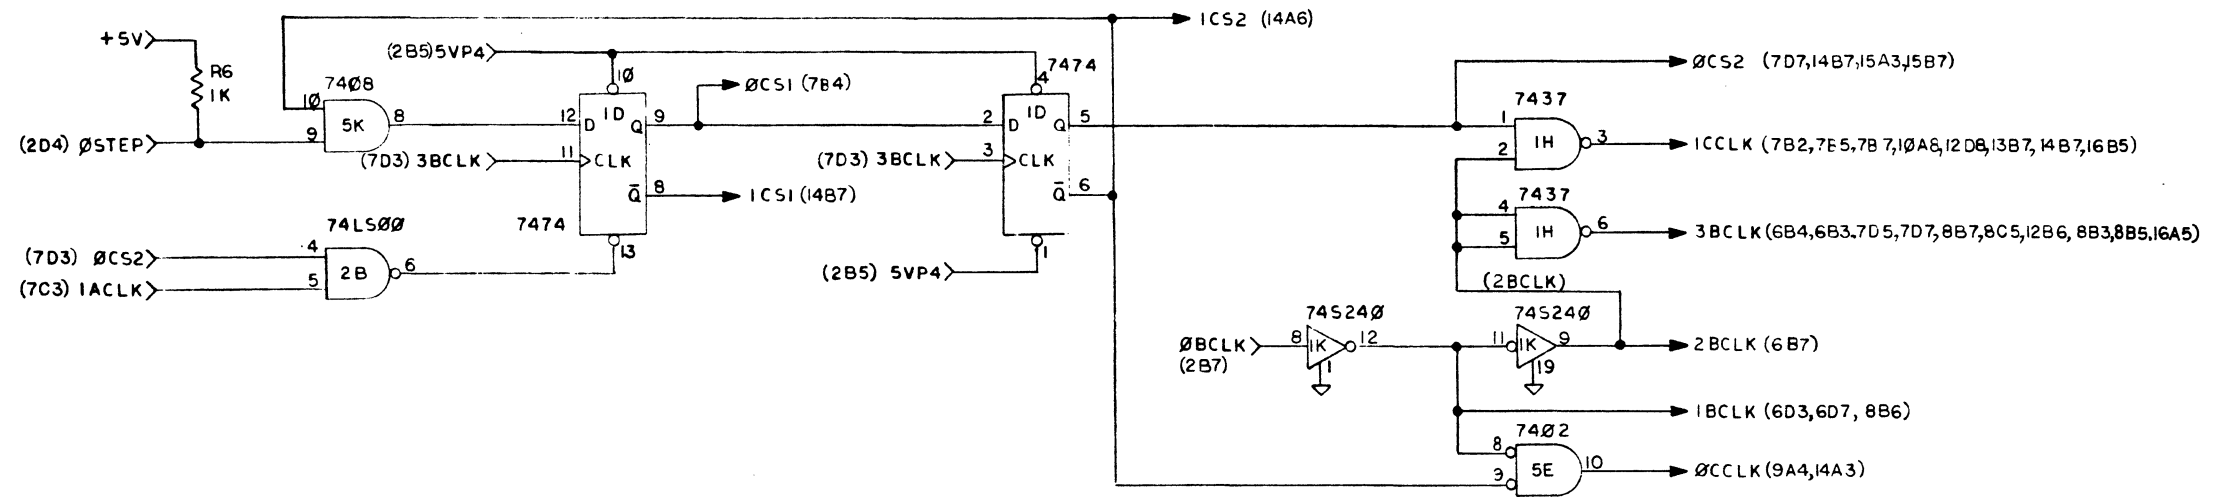 1CS2 (14A6)
+5V
(2B5) 5VP4
R6
1K
7408
10
9
5K
8
(2D4) ØSTEP
10
12
D
1D
Q
9
11
CLK
Q̅
8
7474
13
(7D3) 3BCLK
ØCS1 (7B4)
1CS1 (14B7)
74LS00
(7D3) ØCS2
4
(7C3) 1ACLK
5
2B
6
7474
4
2
D
1D
Q
5
(7D3) 3BCLK
3
CLK
Q̅
6
(2B5) 5VP4
1
ØCS2 (7D7,14B7,15A3,15B7)
7437
1
2
1H
3
1CCLK (7B2,7B5,7B7,10A8,12D8,13B7,14B7,16B5)
7437
4
5
1H
6
3BCLK (6B4,6B3,7D5,7D7,8B7,8C5,12B6, 8B3,8B5,16A5)
(2BCLK)
74S240
74S240
ØBCLK
(2B7)
8
1K
12
1
11
1K
9
19
2BCLK (6B7)
1BCLK (6D3,6D7, 8B6)
7402
8
9
5E
10
ØCCLK (9A4,14A3)